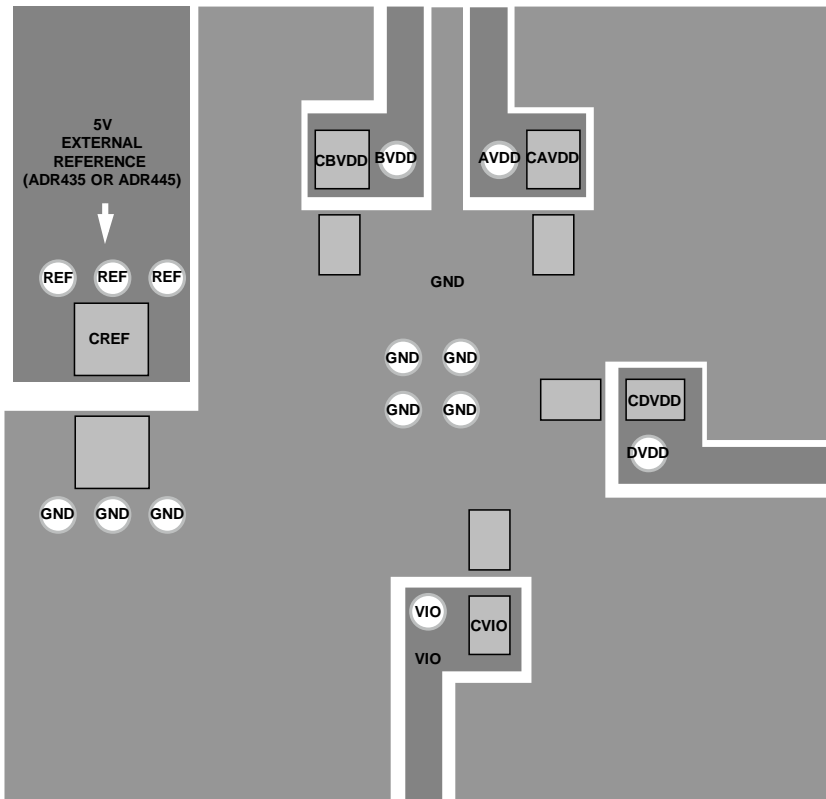 5V
EXTERNAL
REFERENCE
(ADR435 OR ADR445)
CBVDD
BVDD
AVDD
CAVDD
REF
REF
REF
GND
CREF
GND
GND
GND
GND
CDVDD
DVDD
GND
GND
GND
VIO
CVIO
VIO